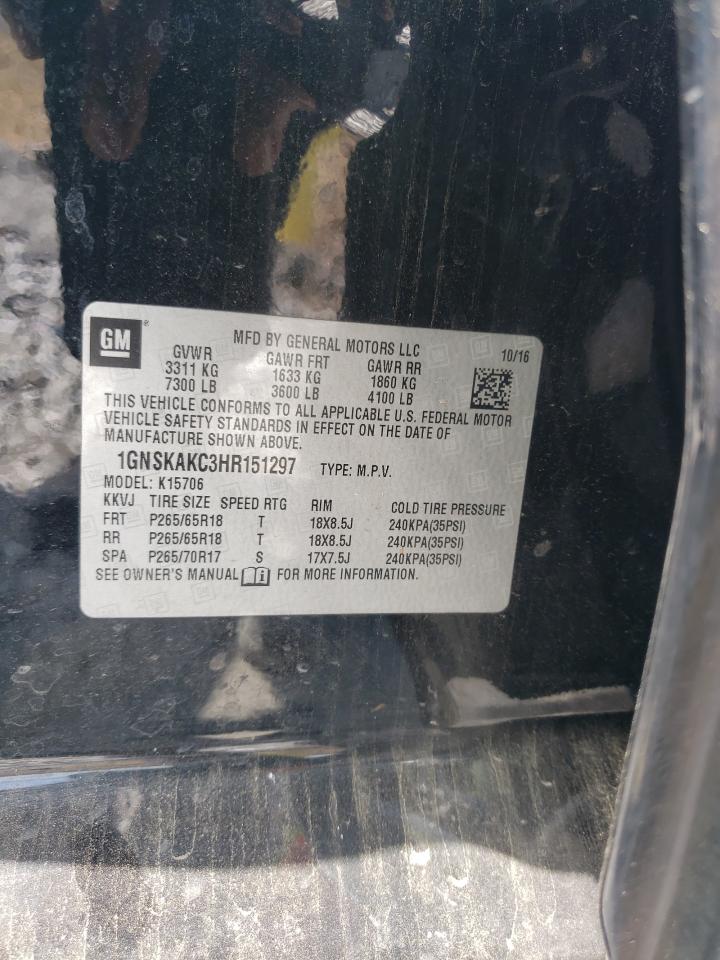 GM ®
MFD BY GENERAL MOTORS LLC 10/16
GVWR GAWR FRT GAWR RR
3311 KG 1633 KG 1860 KG
7300 LB 3600 LB 4100 LB
THIS VEHICLE CONFORMS TO ALL APPLICABLE U.S. FEDERAL MOTOR
VEHICLE SAFETY STANDARDS IN EFFECT ON THE DATE OF
MANUFACTURE SHOWN ABOVE.
1GNSKAKC3HR151297 TYPE: M.P.V.
MODEL: K15706
KKVJ TIRE SIZE SPEED RTG RIM COLD TIRE PRESSURE
FRT P265/65R18 T 18X8.5J 240KPA(35PSI)
RR P265/65R18 T 18X8.5J 240KPA(35PSI)
SPA P265/70R17 S 17X7.5J 240KPA(35PSI)
SEE OWNER'S MANUAL FOR MORE INFORMATION.